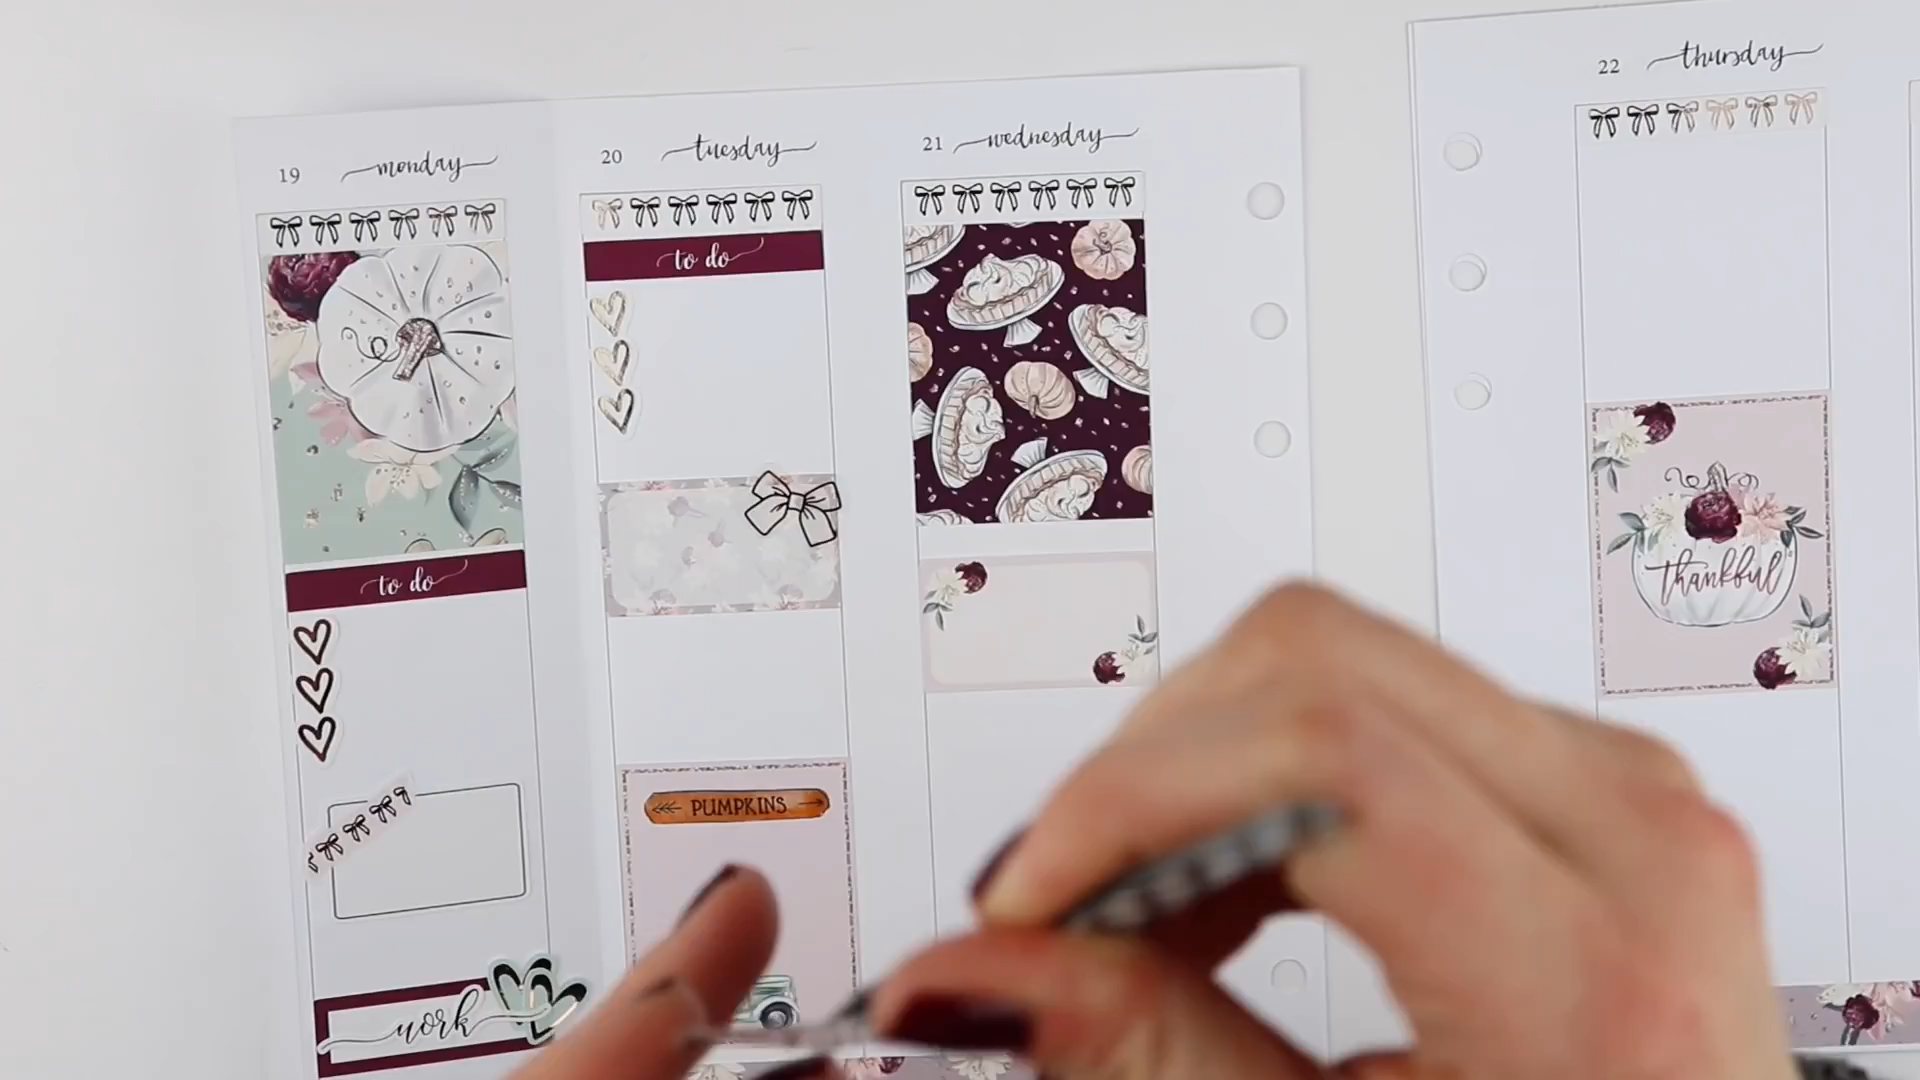 19 monday
to do
work
20 tuesday
to do
PUMPKINS
21 wednesday
22 thursday
thankful